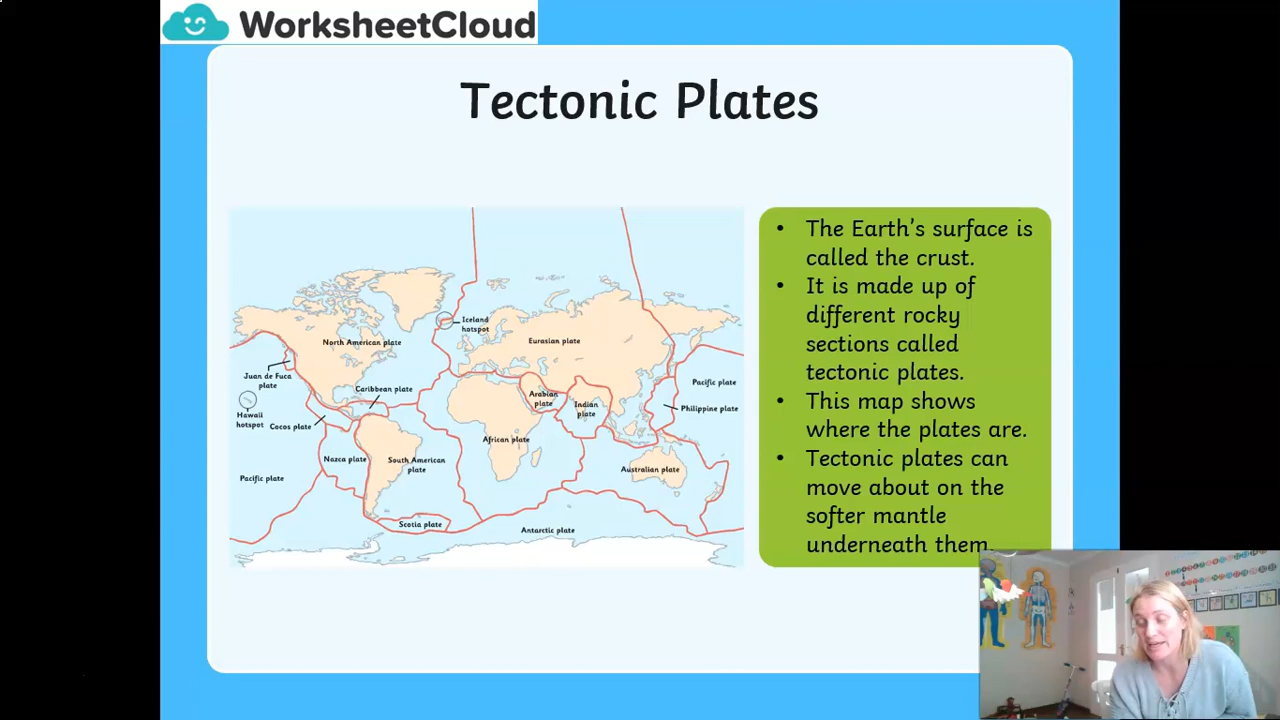 WorksheetCloud
Tectonic Plates
Iceland
hotspot
North American plate
Eurasian plate
Juan de Fuca
plate
Caribbean plate
Arabian
plate
Indian
plate
Pacific plate
Philippine plate
Hawaii
hotspot
Cocos plate
African plate
Nazca plate
South American
plate
Australian plate
Pacific plate
Scotia plate
Antarctic plate
• The Earth's surface is
called the crust.
• It is made up of
different rocky
sections called
tectonic plates.
• This map shows
where the plates are.
• Tectonic plates can
move about on the
softer mantle
underneath them.